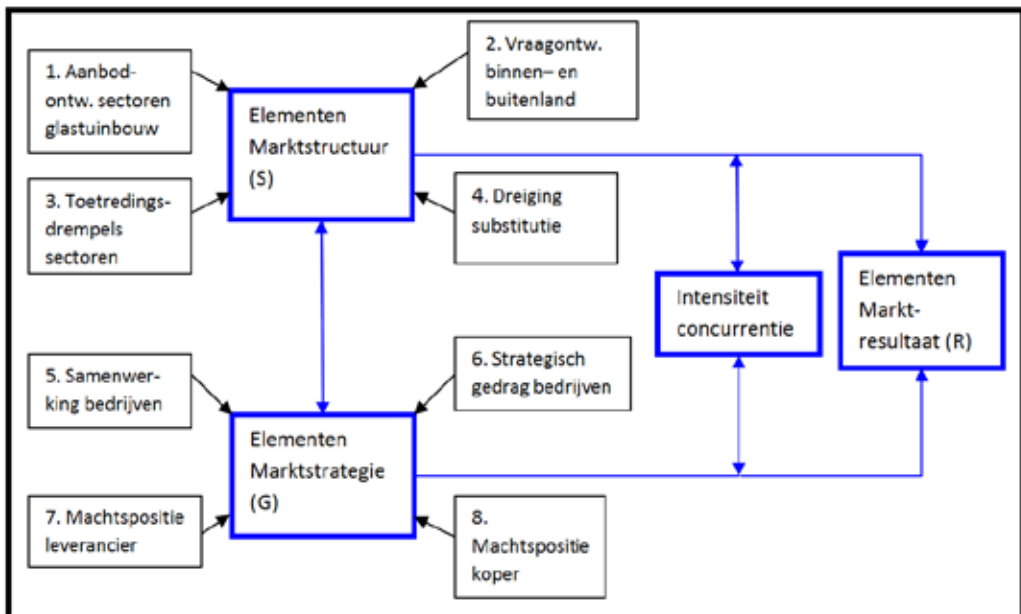 1. Aanbod-
ontw. sectoren
glastuinbouw
2. Vraagontw.
binnen– en
buitenland
Elementen
Marktstructuur
(S)
3. Toetredings-
drempels
sectoren
4. Dreiging
substitutie
Intensiteit
concurrentie
Elementen
Markt-
resultaat (R)
5. Samenwer-
king bedrijven
6. Strategisch
gedrag bedrijven
Elementen
Marktstrategie
(G)
7. Machtspositie
leverancier
8.
Machtspositie
koper